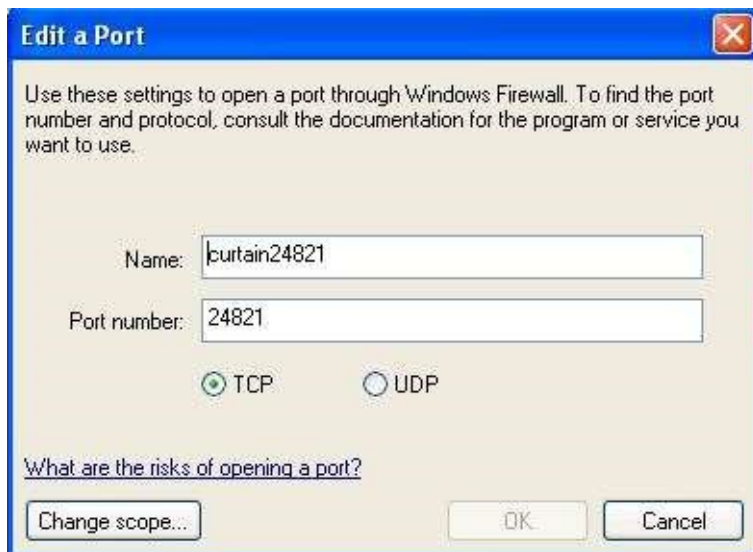 Edit a Port
Use these settings to open a port through Windows Firewall. To find the port
number and protocol, consult the documentation for the program or service you
want to use.
Name: curtain24821
Port number: 24821
TCP UDP
What are the risks of opening a port?
Change scope... OK Cancel